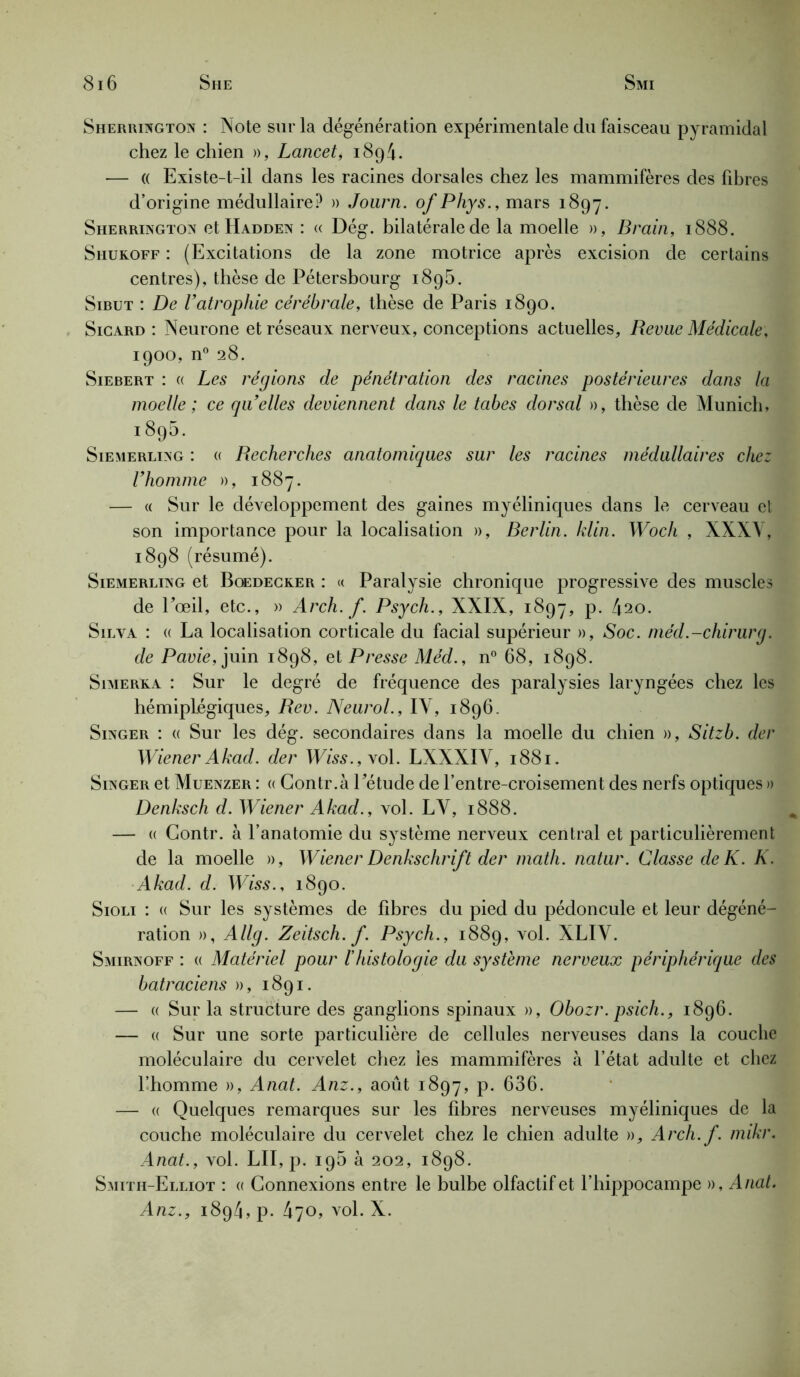 816 She Smi
Sherrington : Note sur la dégénération expérimentale du faisceau pyramidal
chez le chien », Lancet, 1894.
— « Existe-t-il dans les racines dorsales chez les mammifères des fibres
d'origine médullaire? » Journ. of Phys., mars 1897.
Sherrington et Hadden : « Dég. bilatérale de la moelle », Brain, 1888.
Shukoff : (Excitations de la zone motrice après excision de certains
centres), thèse de Pétersbourg 1895.
Sibut : De l'atrophie cérébrale, thèse de Paris 1890.
Sicard : Neurone et réseaux nerveux, conceptions actuelles, Revue Médicale,
1900, n° 28.
Siebert : « Les régions de pénétration des racines postérieures dans la
moelle ; ce qu'elles deviennent dans le tabes dorsal », thèse de Munich,
1895.
Siemerling : « Recherches anatomiques sur les racines médullaires chez
l'homme », 1887.
— « Sur le développement des gaines myéliniques dans le cerveau et
son importance pour la localisation », Berlin. klin. Woch , XXXV,
1898 (résumé).
Siemerling et Bœdecker : « Paralysie chronique progressive des muscles
de l'œil, etc., » Arch. f. Psych., XXIX, 1897, p. 420.
Silva : « La localisation corticale du facial supérieur », Soc. méd.-chirurg.
de Pavie, juin 1898, et Presse Méd., n° 68, 1898.
Simerka : Sur le degré de fréquence des paralysies laryngées chez les
hémiplégiques, Rev. Neurol., IV, 1896.
Singer : « Sur les dég. secondaires dans la moelle du chien », Sitzb. der
Wiener Akad. der Wiss., vol. LXXXIV, 1881.
Singer et Muenzer : « Contr. à l'étude de l'entre-croisement des nerfs optiques »
Denksch d. Wiener Akad., vol. LV, 1888.
— « Contr. à l'anatomie du système nerveux central et particulièrement
de la moelle », Wiener Denkschrift der math. natur. Classe de K. K.
Akad. d. Wiss., 1890.
Sioli : « Sur les systèmes de fibres du pied du pédoncule et leur dégéné-
ration », Allg. Zeitsch. f. Psych., 1889, vol. XLIV.
Smirnoff : « Matériel pour l'histologie du système nerveux périphérique des
batraciens », 1891.
— « Sur la structure des ganglions spinaux », Obozr. psich., 1896.
— « Sur une sorte particulière de cellules nerveuses dans la couche
moléculaire du cervelet chez les mammifères à l'état adulte et chez
l'homme », Anat. Anz., août 1897, p. 636.
— « Quelques remarques sur les fibres nerveuses myéliniques de la
couche moléculaire du cervelet chez le chien adulte », Arch. f. mikr.
Anat., vol. LII, p. 195 à 202, 1898.
Smith-Elliot : « Connexions entre le bulbe olfactif et l'hippocampe », Anat.
Anz., 1894, p. 470, vol. X.